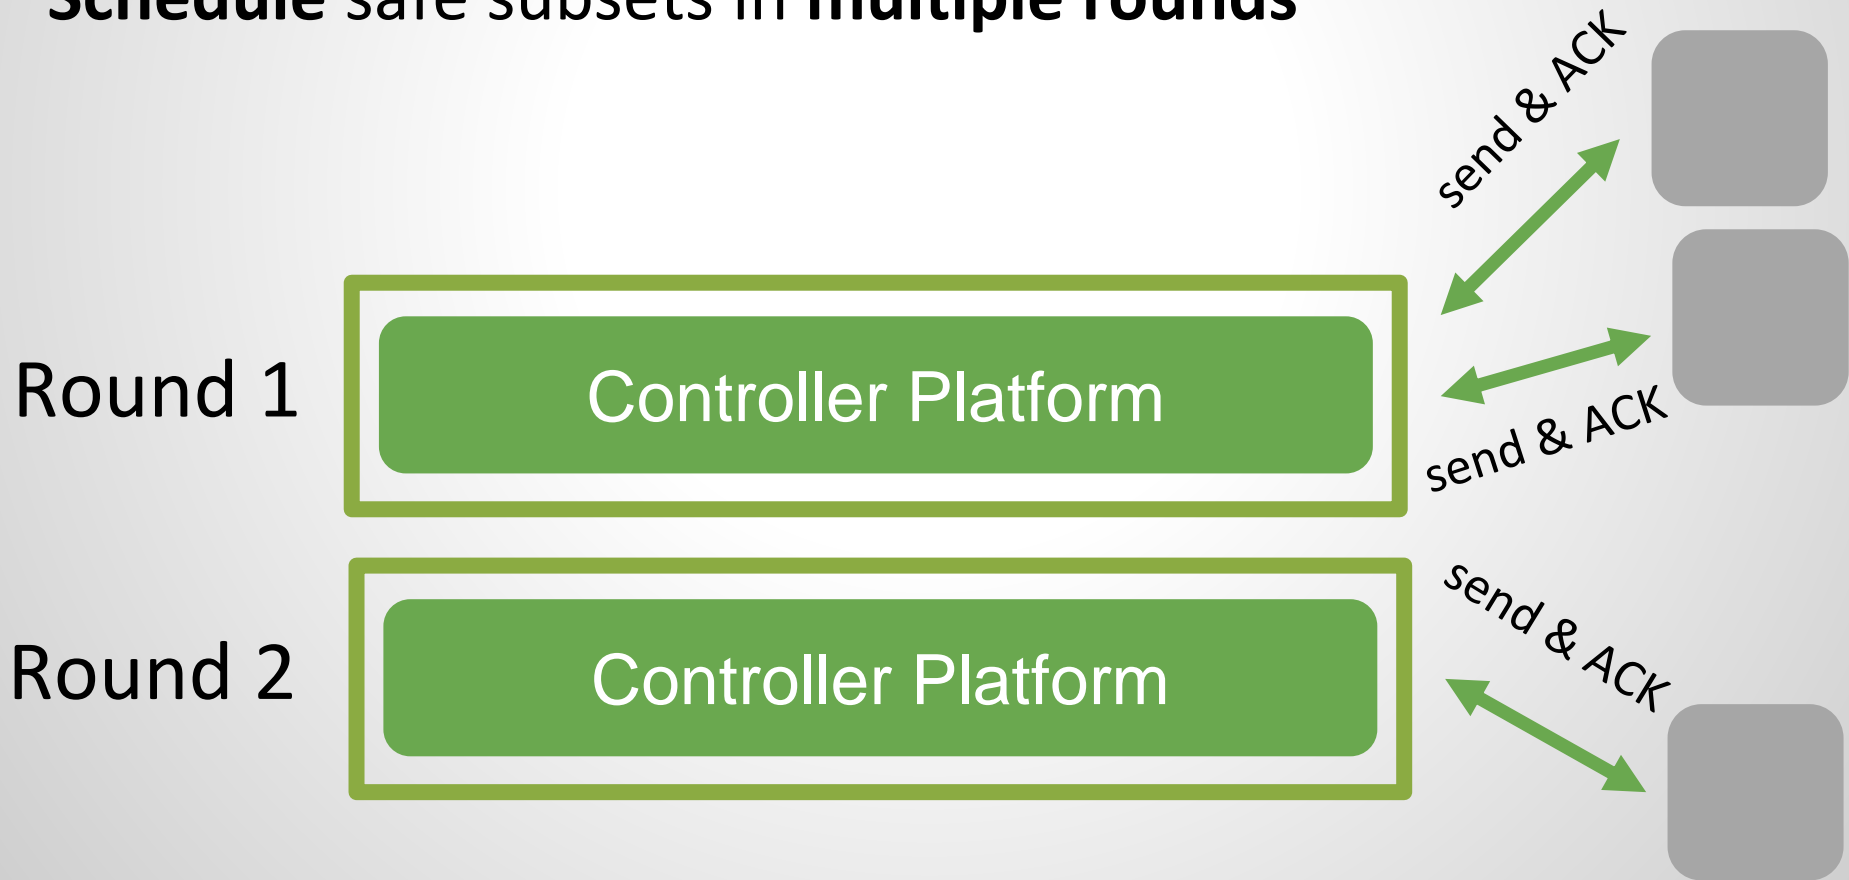 Schedule safe subsets in multiple rounds
send & ACK
Round 1
Controller Platform
send & ACK
send & ACK
Round 2
Controller Platform